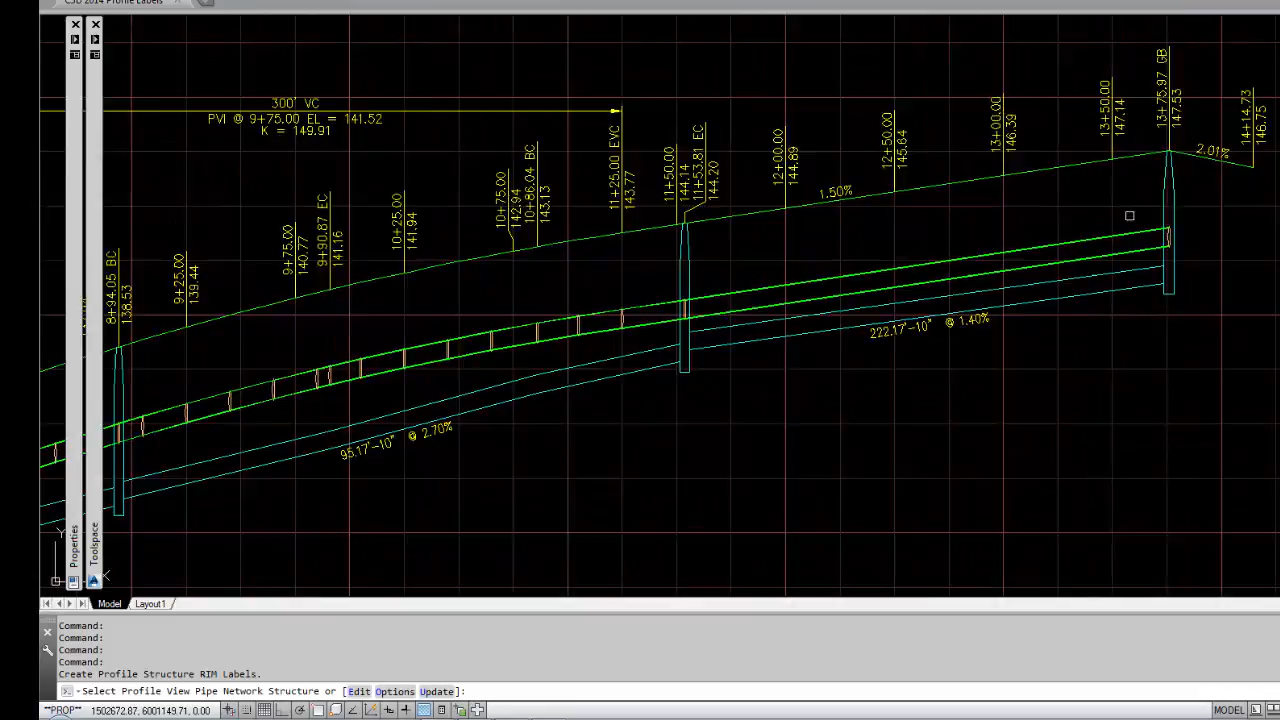 C3D 2014 Profile Labels
300' VC
PVI @ 9+75.00 EL = 141.52
K = 149.91
8+94.05 BC
138.53
9+25.00
139.44
9+75.00
140.77
9+90.87 EC
141.16
10+25.00
141.94
10+75.00
142.94
10+86.04 BC
143.13
11+25.00 EVC
143.77
11+50.00
144.14
11+53.81 EC
144.20
12+00.00
144.89
1.50%
12+50.00
145.64
13+00.00
146.39
13+50.00
147.14
13+75.97 GB
147.53
2.01%
14+14.73
146.75
222.17'-10" @ 1.40%
95.17'-10" @ 2.70%
Properties
Toolspace
Y
X
Model
Layout1
Command:
Command:
Command:
Command:
Create Profile Structure RIM Labels.
Select Profile View Pipe Network Structure or [Edit Options Update]:
**PROP** 1502672.87, 6001149.71, 0.00
MODEL